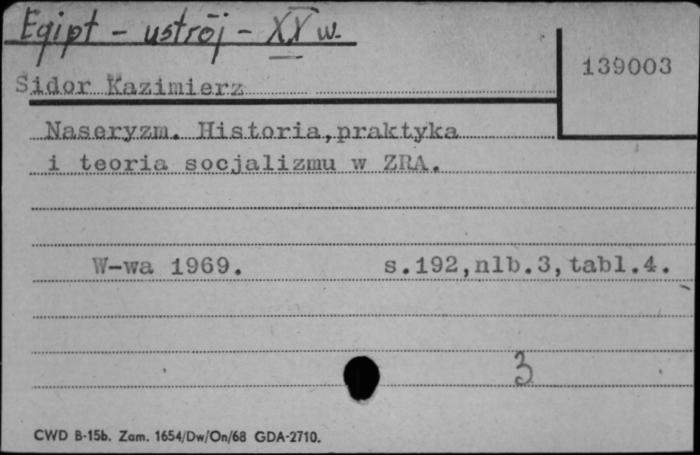 Egipt - ustrój - XX w.
139003
Sidor Kazimierz
Naseryzm. Historia,praktyka
i teoria socjalizmu w ZRA.
W-wa 1969. s.192,nlb.3,tabl.4.
3
CWD B-15b. Zam. 1654/Dw/On/68 GDA-2710.